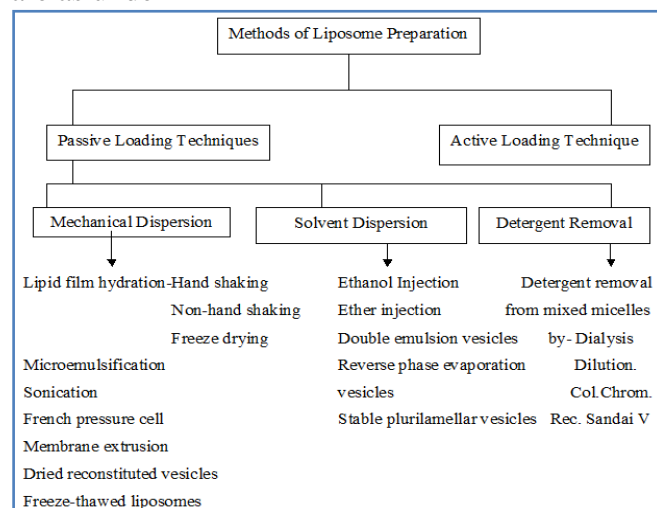 Methods of Liposome Preparation
Passive Loading Techniques
Active Loading Technique
Mechanical Dispersion
Solvent Dispersion
Detergent Removal
Lipid film hydration-Hand shaking
Non-hand shaking
Freeze drying
Microemulsification
Sonication
French pressure cell
Membrane extrusion
Dried reconstituted vesicles
Freeze-thawed liposomes
Ethanol Injection
Ether injection
Double emulsion vesicles
Reverse phase evaporation
vesicles
Stable plurilamellar vesicles
Detergent removal
from mixed micelles
by- Dialysis
Dilution.
Col.Chrom.
Rec. Sandai V